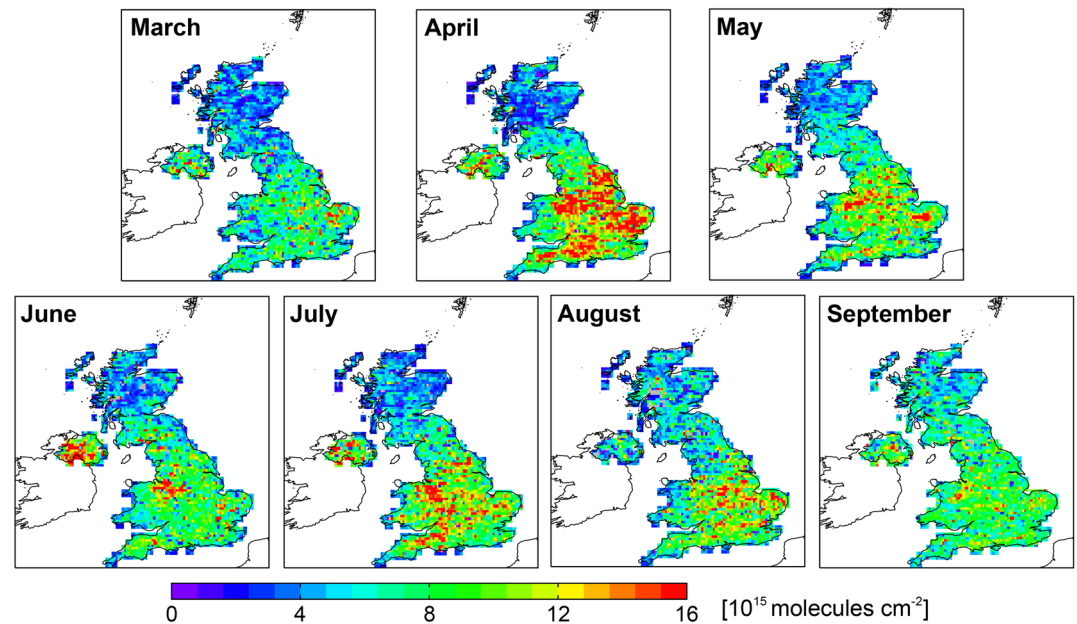 March
April
May
June
July
August
September
0 4 8 12 16 [10¹⁵ molecules cm⁻²]